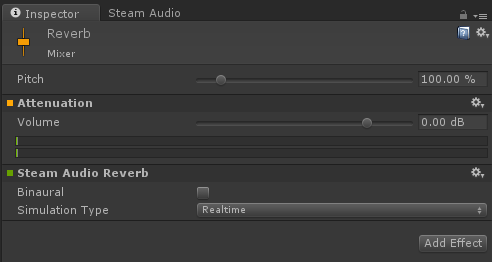 Inspector Steam Audio
Reverb
Mixer
Pitch 100.00 %
Attenuation
Volume 0.00 dB
Steam Audio Reverb
Binaural
Simulation Type Realtime
Add Effect